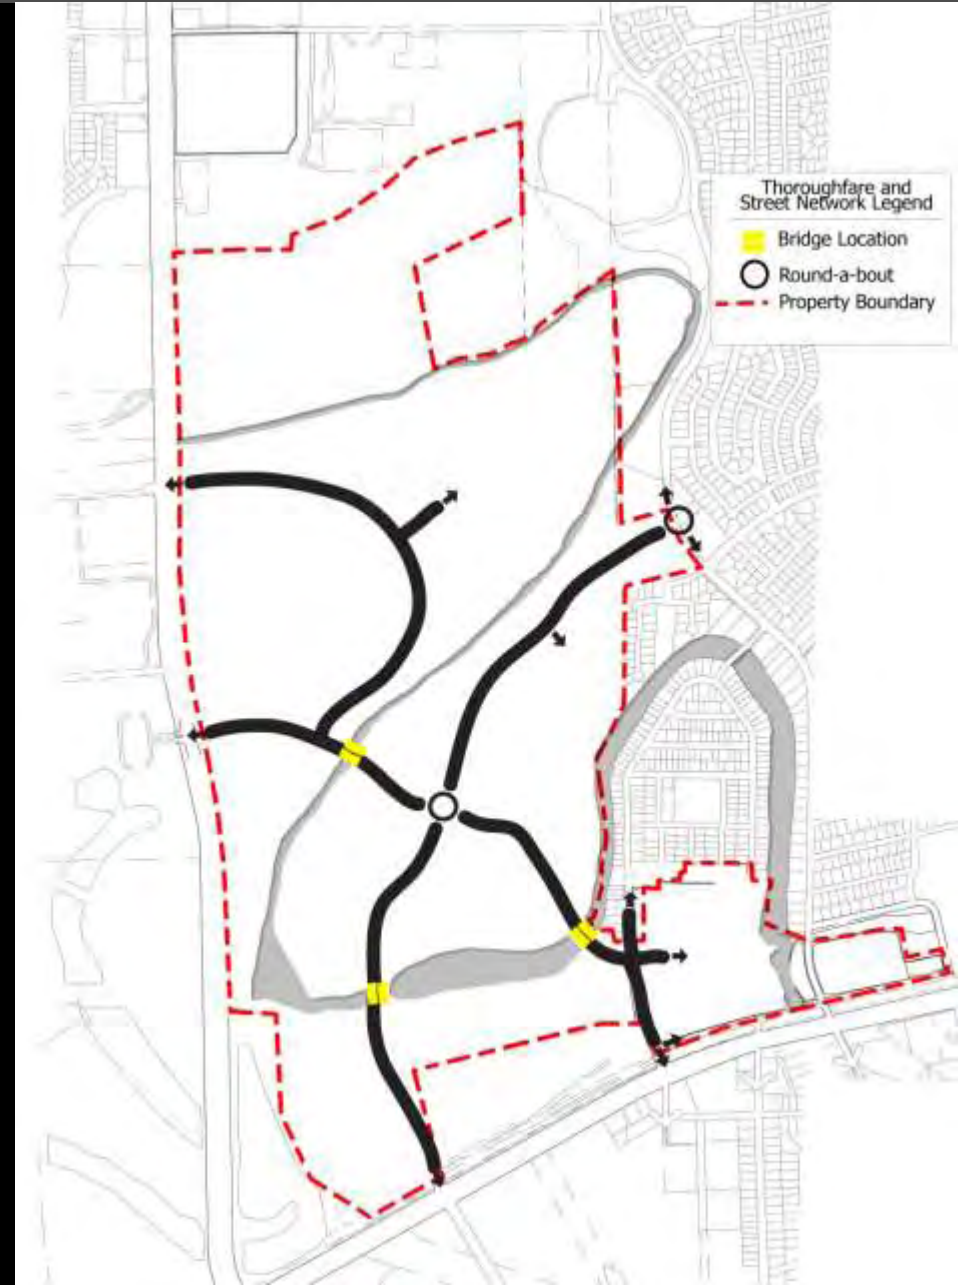 Thoroughfare and
Street Network Legend
Bridge Location
Round-a-bout
Property Boundary